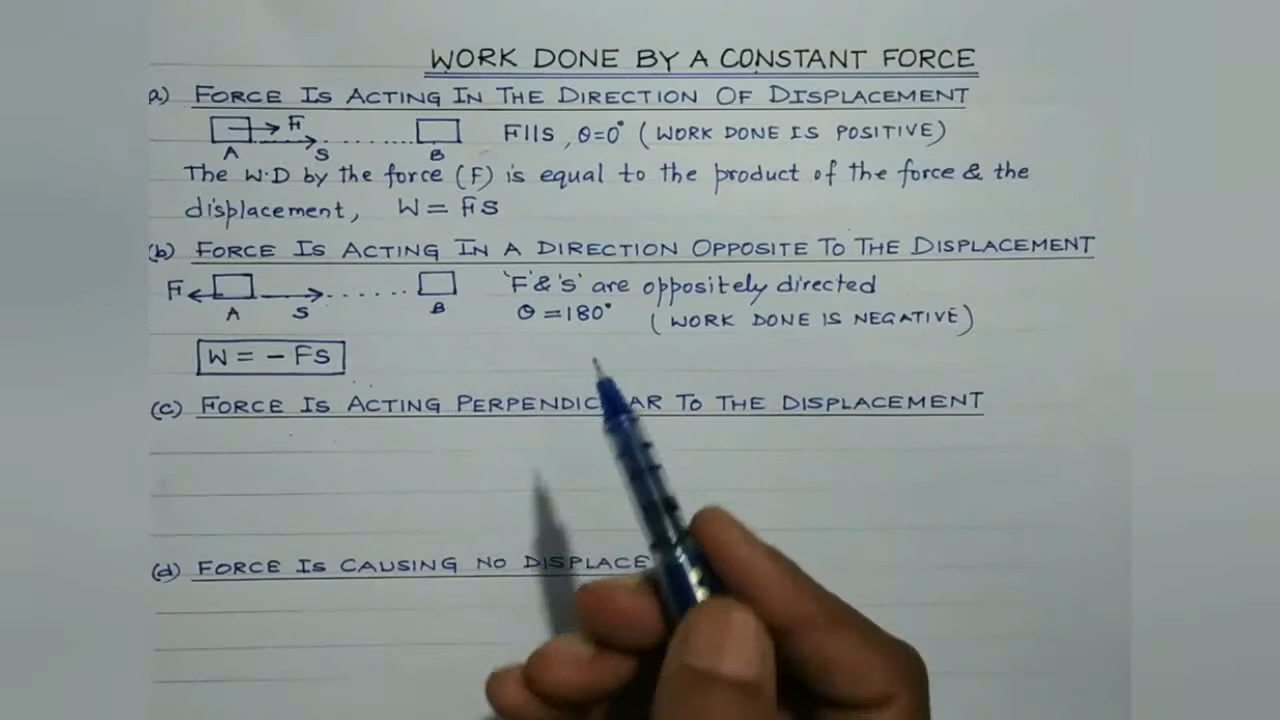 WORK DONE BY A CONSTANT FORCE
a) FORCE IS ACTING IN THE DIRECTION OF DISPLACEMENT
F
A S B
F||S, θ=0° (WORK DONE IS POSITIVE)
The W.D by the force (F) is equal to the product of the force & the
displacement, W = FS
(b) FORCE IS ACTING IN A DIRECTION OPPOSITE TO THE DISPLACEMENT
F
A S B
'F' & 'S' are oppositely directed
θ = 180° (WORK DONE IS NEGATIVE)
W = - FS
(c) FORCE IS ACTING TO THE DISPLACEMENT
(d) FORCE IS CAUSING NO